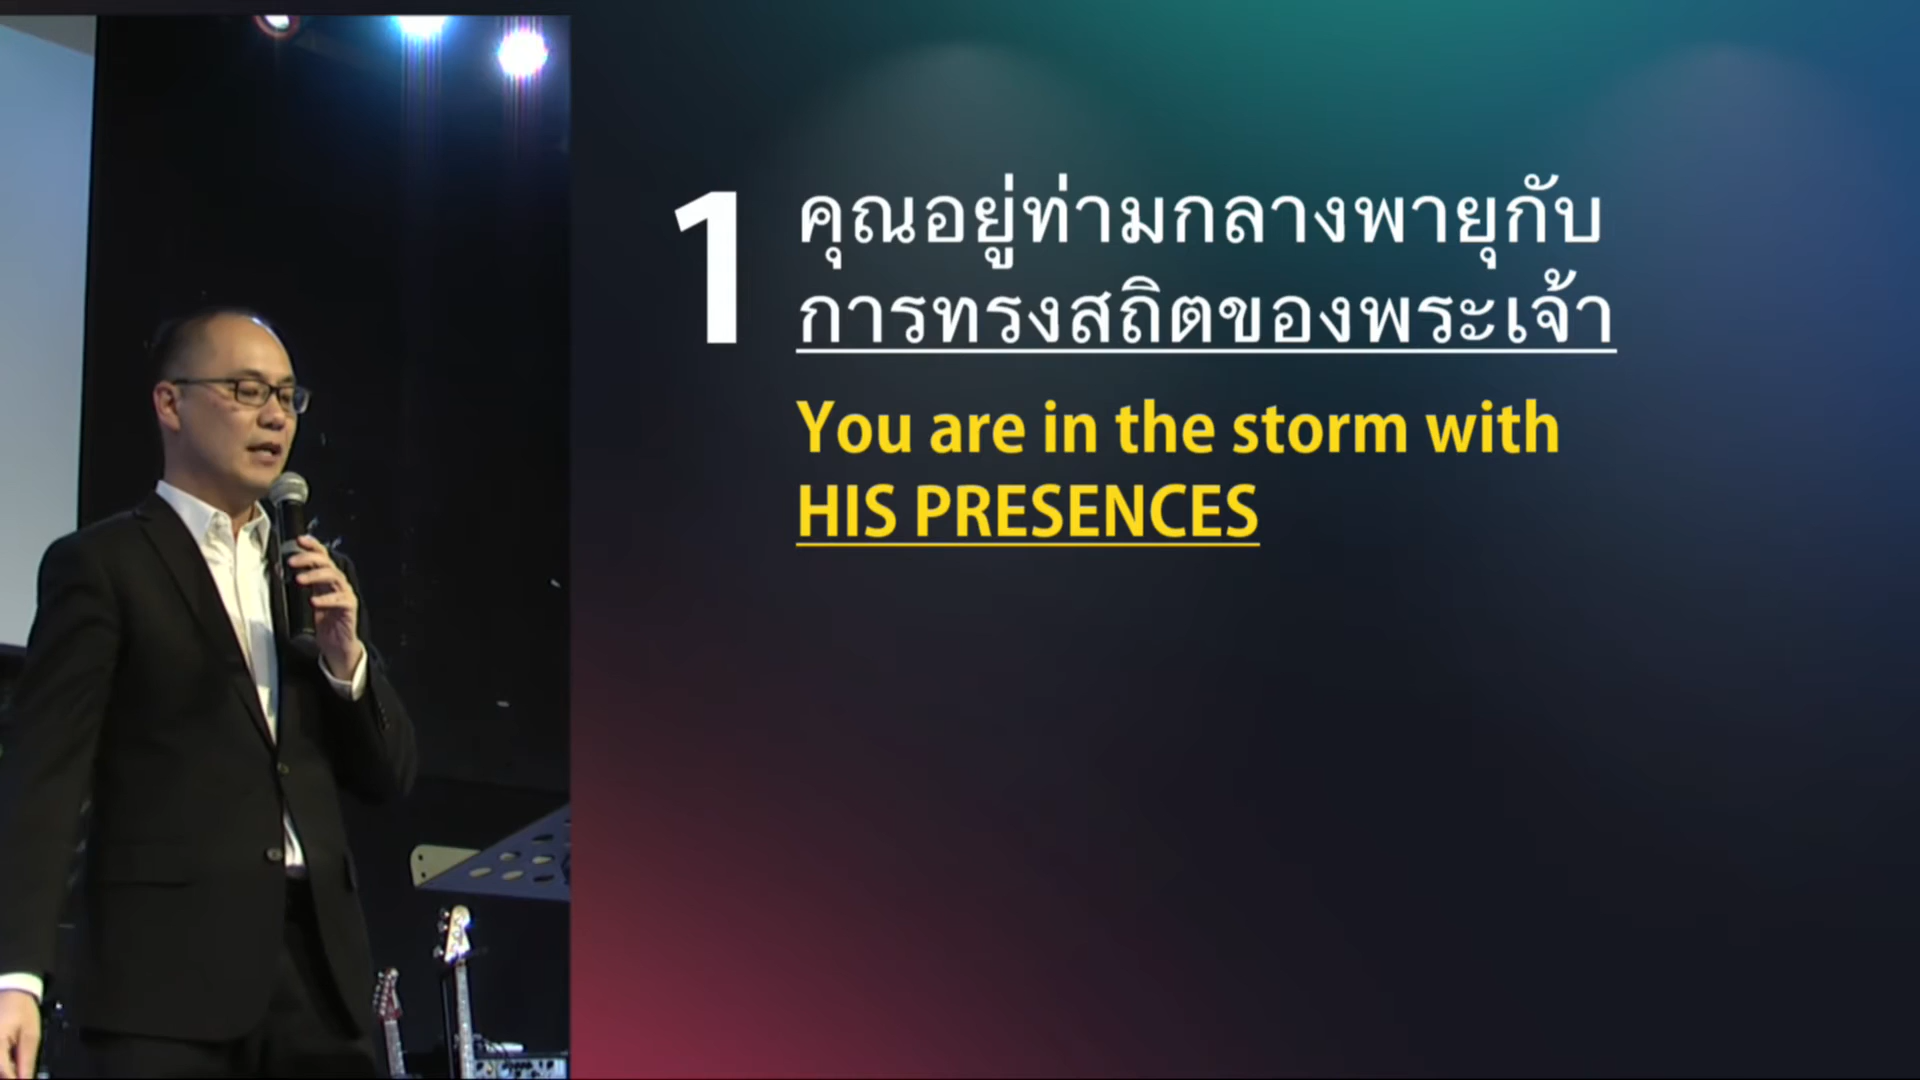 1
คุณอยู่ท่ามกลางพายุกับ
การทรงสถิตของพระเจ้า
You are in the storm with
HIS PRESENCES